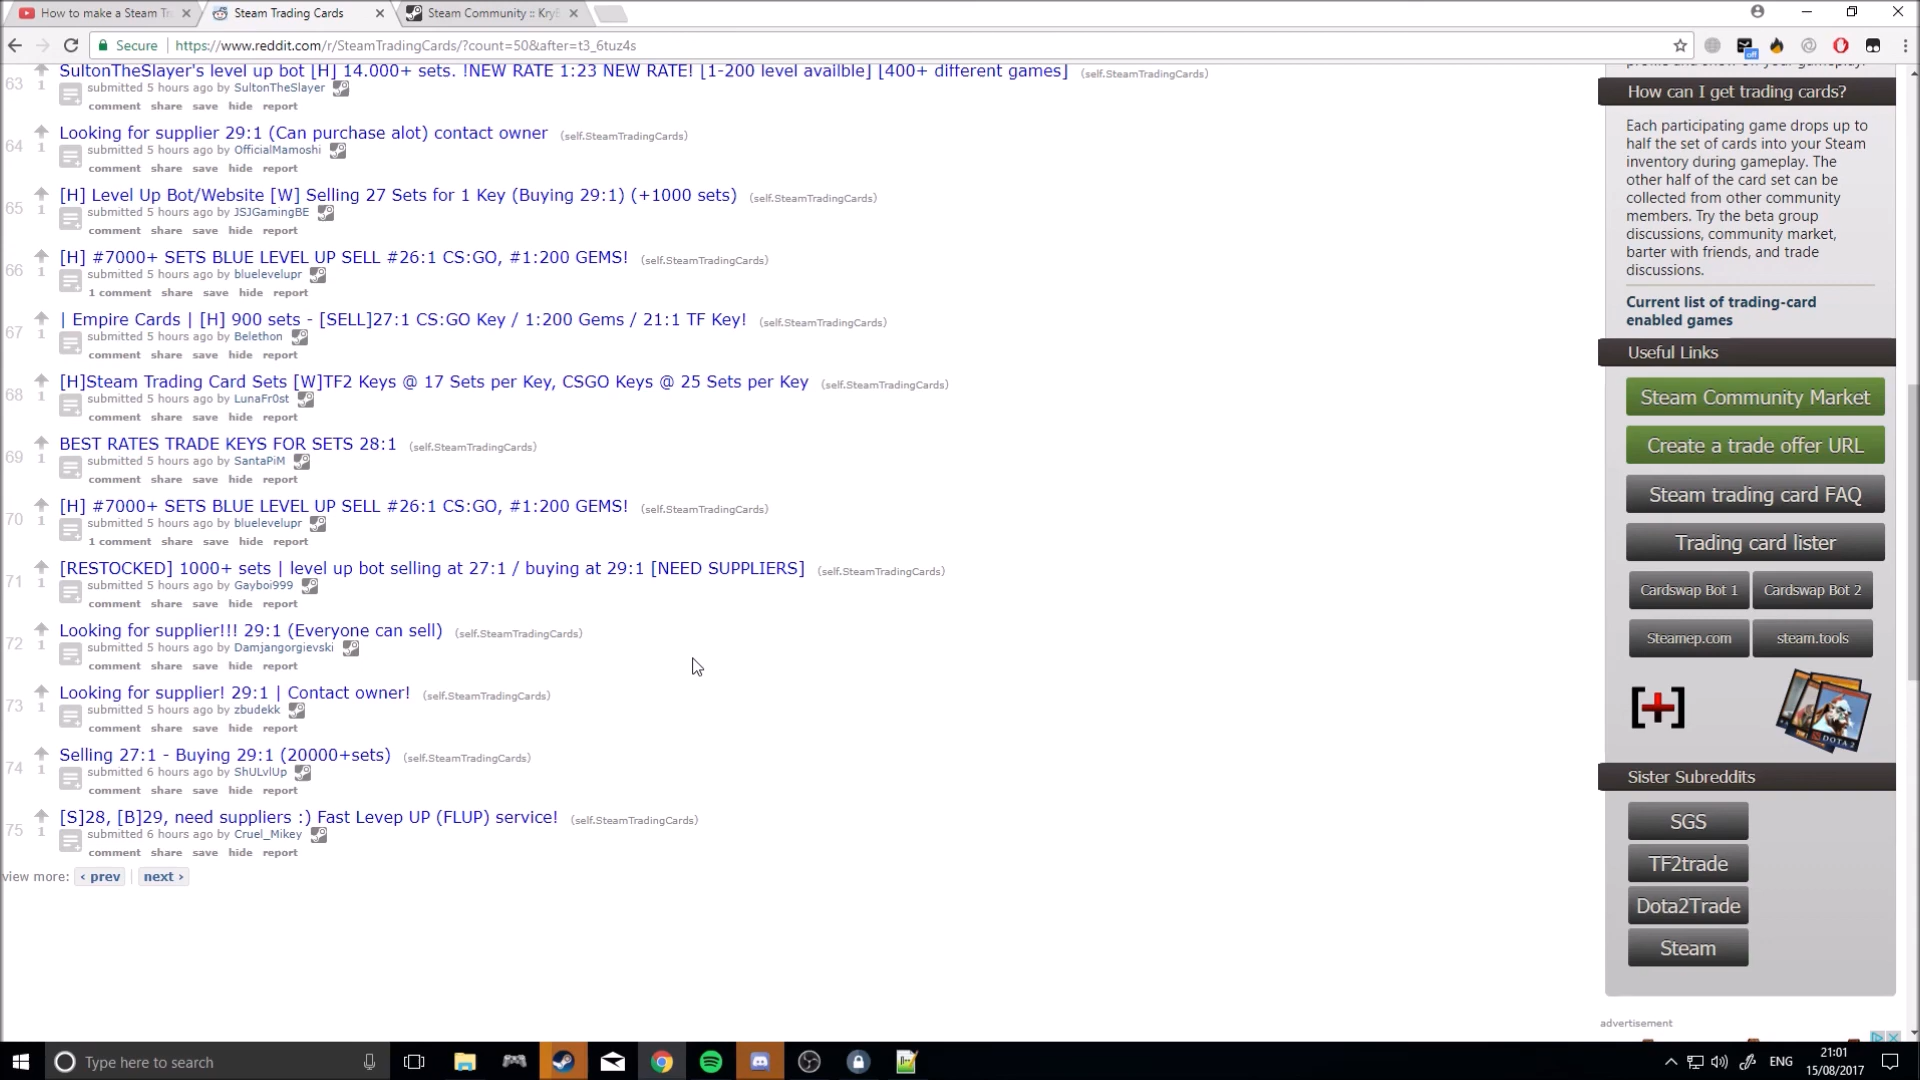 How to make a Steam Tr
Steam Trading Cards
Steam Community :: Kry
Secure
https://www.reddit.com/r/SteamTradingCards/?count=50&after=t3_6tuz4s
63
1
SultonTheSlayer's level up bot [H] 14.000+ sets. !NEW RATE 1:23 NEW RATE! [1-200 level availble] [400+ different games] (self.SteamTradingCards)
submitted 5 hours ago by SultonTheSlayer
comment share save hide report
64
1
Looking for supplier 29:1 (Can purchase alot) contact owner (self.SteamTradingCards)
submitted 5 hours ago by OfficialMamoshi
comment share save hide report
65
1
[H] Level Up Bot/Website [W] Selling 27 Sets for 1 Key (Buying 29:1) (+1000 sets) (self.SteamTradingCards)
submitted 5 hours ago by JSJGamingBE
comment share save hide report
66
1
[H] #7000+ SETS BLUE LEVEL UP SELL #26:1 CS:GO, #1:200 GEMS! (self.SteamTradingCards)
submitted 5 hours ago by bluelevelupr
1 comment share save hide report
67
1
| Empire Cards | [H] 900 sets - [SELL]27:1 CS:GO Key / 1:200 Gems / 21:1 TF Key! (self.SteamTradingCards)
submitted 5 hours ago by Belethon
comment share save hide report
68
1
[H]Steam Trading Card Sets [W]TF2 Keys @ 17 Sets per Key, CSGO Keys @ 25 Sets per Key (self.SteamTradingCards)
submitted 5 hours ago by LunaFr0st
comment share save hide report
69
1
BEST RATES TRADE KEYS FOR SETS 28:1 (self.SteamTradingCards)
submitted 5 hours ago by SantaPiM
comment share save hide report
70
1
[H] #7000+ SETS BLUE LEVEL UP SELL #26:1 CS:GO, #1:200 GEMS! (self.SteamTradingCards)
submitted 5 hours ago by bluelevelupr
1 comment share save hide report
71
1
[RESTOCKED] 1000+ sets | level up bot selling at 27:1 / buying at 29:1 [NEED SUPPLIERS] (self.SteamTradingCards)
submitted 5 hours ago by Gayboi999
comment share save hide report
72
1
Looking for supplier!!! 29:1 (Everyone can sell) (self.SteamTradingCards)
submitted 5 hours ago by Damjangorgievski
comment share save hide report
73
1
Looking for supplier! 29:1 | Contact owner! (self.SteamTradingCards)
submitted 5 hours ago by zbudekk
comment share save hide report
74
1
Selling 27:1 - Buying 29:1 (20000+sets) (self.SteamTradingCards)
submitted 6 hours ago by ShULvlUp
comment share save hide report
75
1
[S]28, [B]29, need suppliers :) Fast Levep UP (FLUP) service! (self.SteamTradingCards)
submitted 6 hours ago by Cruel_Mikey
comment share save hide report
view more: ‹ prev | next ›
How can I get trading cards?
Each participating game drops up to
half the set of cards into your Steam
inventory during gameplay. The
other half of the card set can be
collected from other community
members. Try the beta group
discussions, community market,
barter with friends, and trade
discussions.
Current list of trading-card
enabled games
Useful Links
Steam Community Market
Create a trade offer URL
Steam trading card FAQ
Trading card lister
Cardswap Bot 1
Cardswap Bot 2
Steamep.com
steam.tools
[+]
DOTA 2
Sister Subreddits
SGS
TF2trade
Dota2Trade
Steam
advertisement
Type here to search
ENG
21:01
15/08/2017